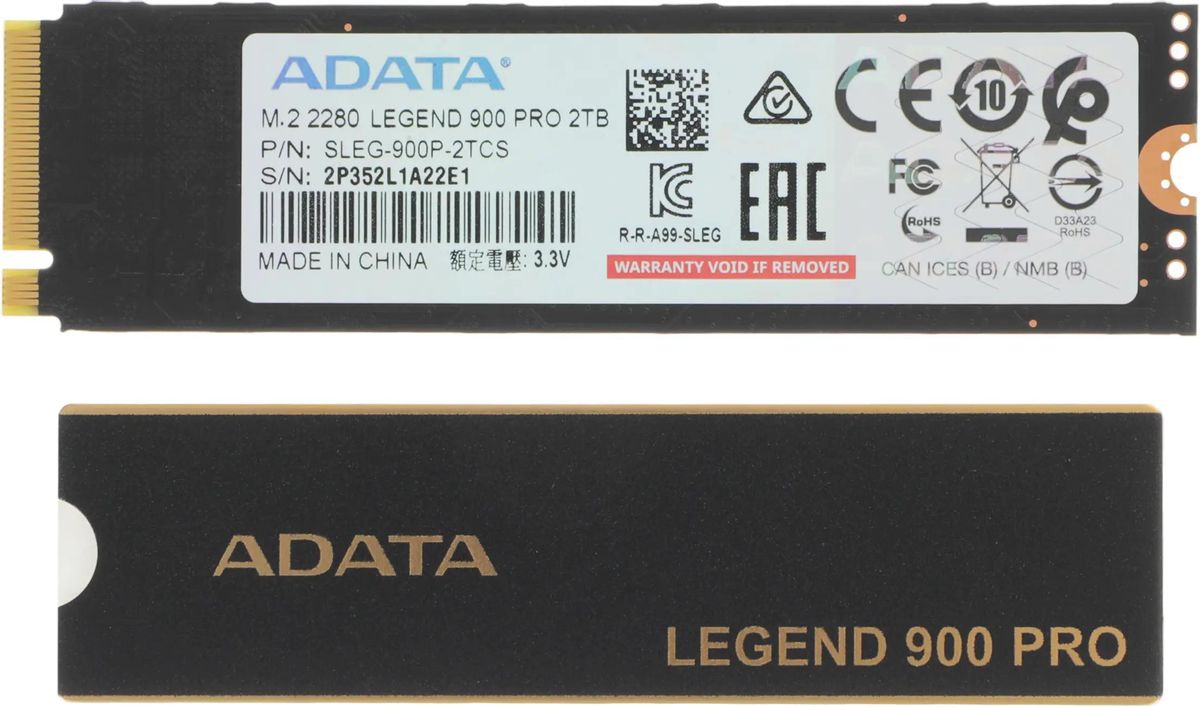 ADATA®
M.2 2280 LEGEND 900 PRO 2TB
P/N: SLEG-900P-2TCS
S/N: 2P352L1A22E1
MADE IN CHINA 額定電壓: 3.3V
R-R-A99-SLEG
EAC
WARRANTY VOID IF REMOVED
CE
10
FC
RoHS
D33A23
RoHS
CAN ICES (B) / NMB (B)
ADATA
LEGEND 900 PRO